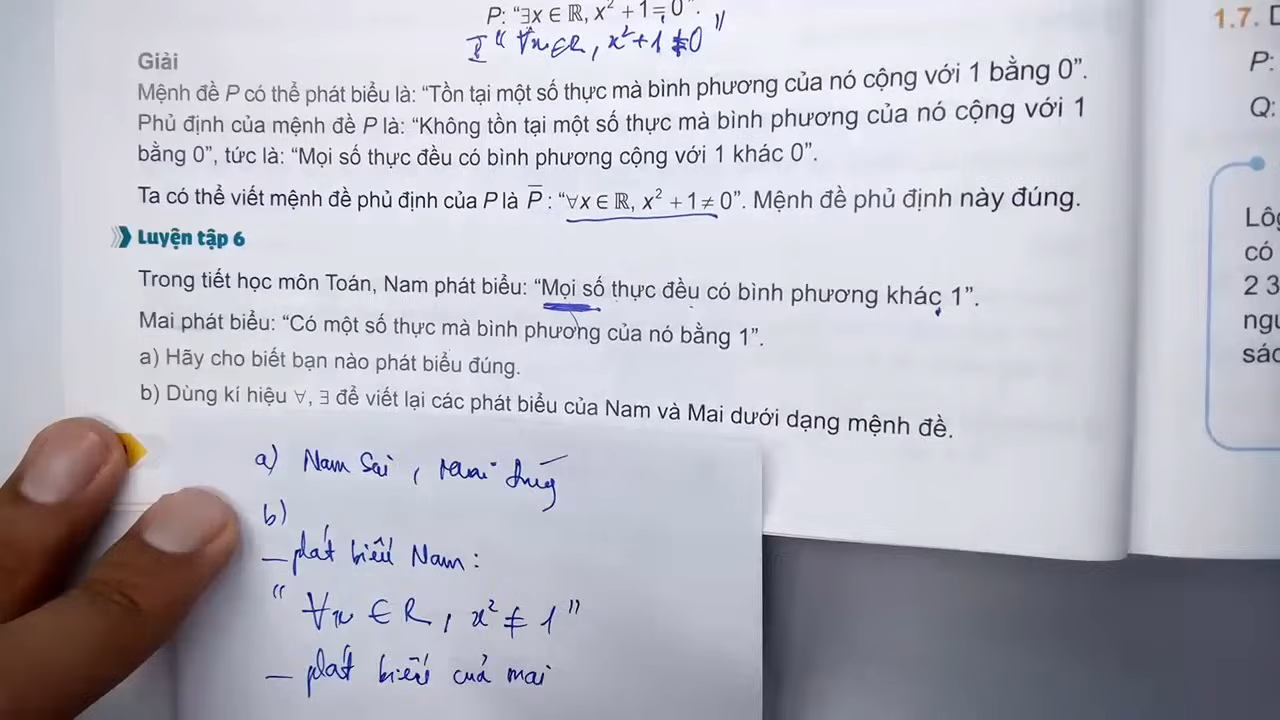 P: “∃x ∈ ℝ, x² + 1 = 0”.
P̄ “ ∀x ∈ R, x² + 1 ≠ 0 ”
Giải
Mệnh đề P có thể phát biểu là: “Tồn tại một số thực mà bình phương của nó cộng với 1 bằng 0”.
Phủ định của mệnh đề P là: “Không tồn tại một số thực mà bình phương của nó cộng với 1
bằng 0”, tức là: “Mọi số thực đều có bình phương cộng với 1 khác 0”.
Ta có thể viết mệnh đề phủ định của P là P̄ : “∀x ∈ ℝ, x² + 1 ≠ 0”. Mệnh đề phủ định này đúng.
Luyện tập 6
Trong tiết học môn Toán, Nam phát biểu: “Mọi số thực đều có bình phương khác 1”.
Mai phát biểu: “Có một số thực mà bình phương của nó bằng 1”.
a) Hãy cho biết bạn nào phát biểu đúng.
b) Dùng kí hiệu ∀, ∃ để viết lại các phát biểu của Nam và Mai dưới dạng mệnh đề.
a) Nam Sai, Mai đúng
b)
– phát biểu Nam:
“ ∀x ∈ R, x² ≠ 1 ”
– phát biểu của mai
1.7.
P:
Q:
Lôg
có
2 3
ngu
sác